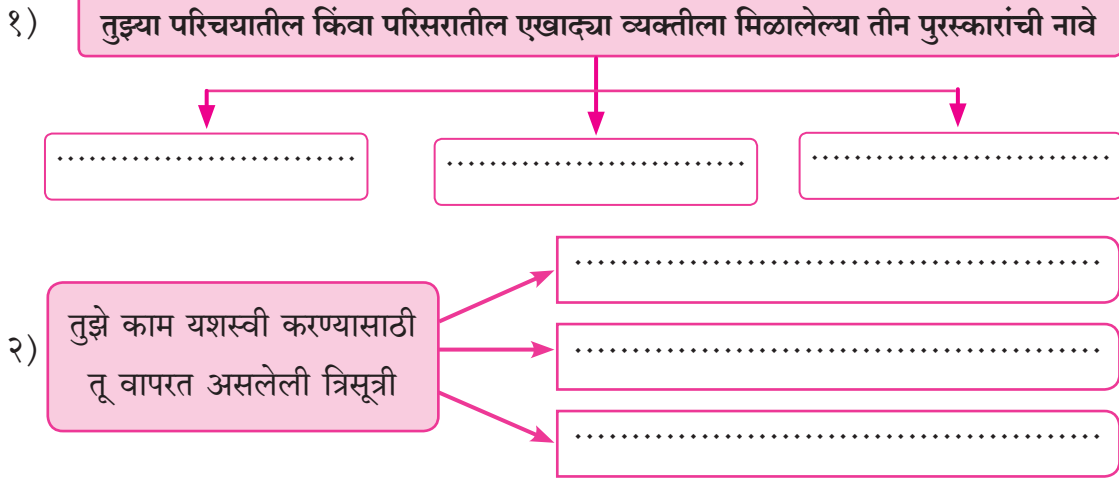 १) तुझ्या परिचयातील किंवा परिसरातील एखाद्या व्यक्तीला मिळालेल्या तीन पुरस्कारांची नावे
............................ ............................ ............................
..................................................
तुझे काम यशस्वी करण्यासाठी
२) ..................................................
तू वापरत असलेली त्रिसूत्री
..................................................